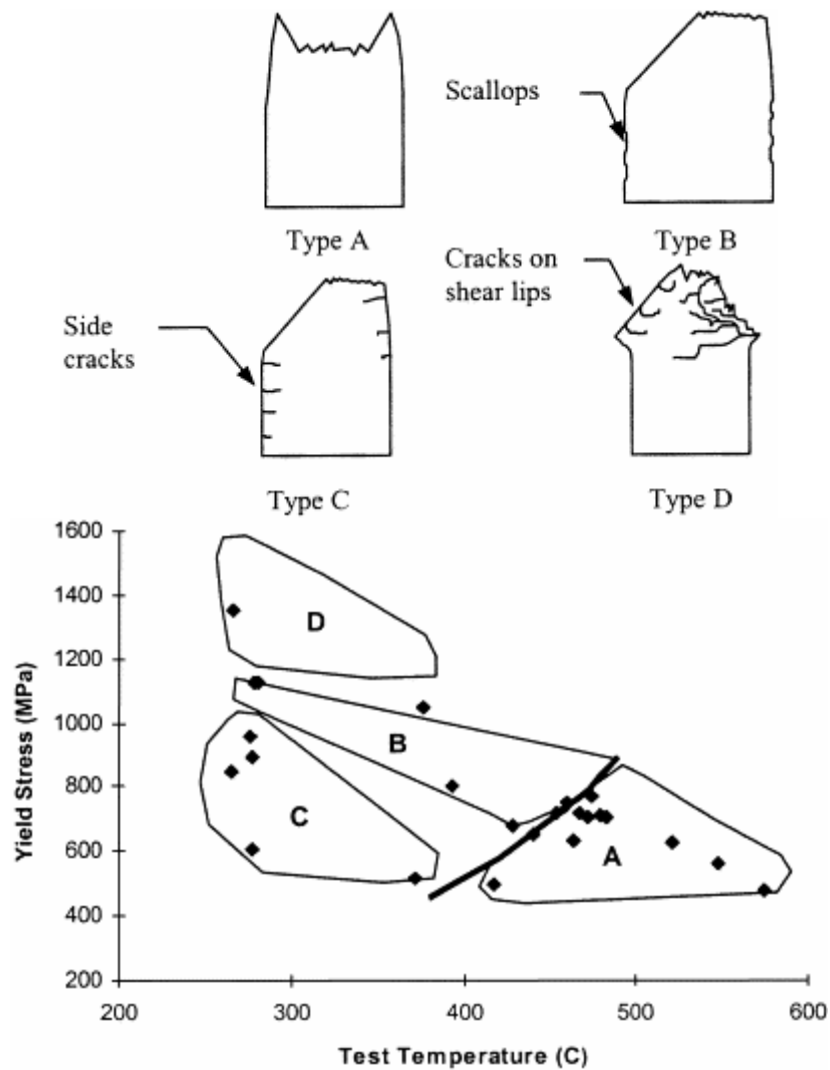 Scallops
Type A
Type B
Cracks on
shear lips
Side
cracks
Type C
Type D
1600
1400
1200
1000
800
600
400
200
Yield Stress (MPa)
D
B
C
A
200
300
400
500
600
Test Temperature (C)